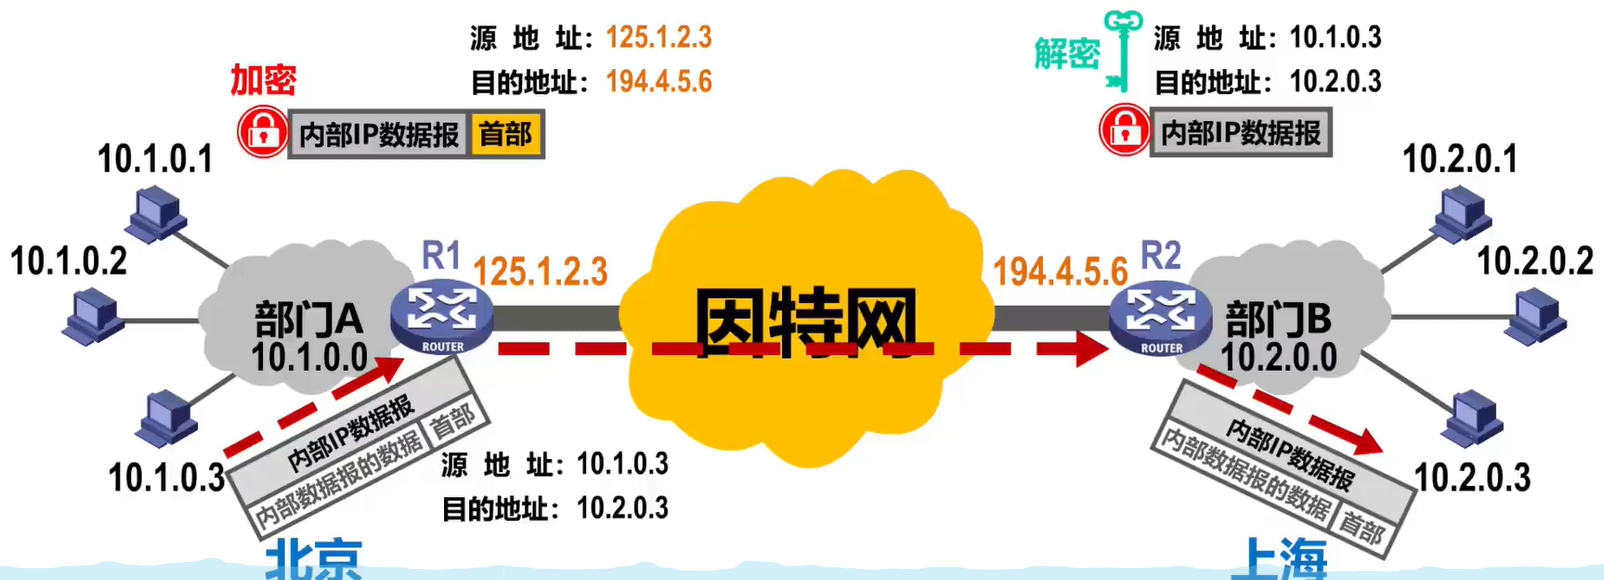 源 地 址：125.1.2.3
目的地址：194.4.5.6
加密
内部IP数据报 首部
解密
源 地 址：10.1.0.3
目的地址：10.2.0.3
内部IP数据报
10.1.0.1
10.1.0.2
10.1.0.3
部门A
10.1.0.0
R1
ROUTER
125.1.2.3
因特网
194.4.5.6
R2
ROUTER
部门B
10.2.0.0
10.2.0.1
10.2.0.2
10.2.0.3
内部IP数据报
内部数据报的数据 首部
源 地 址：10.1.0.3
目的地址：10.2.0.3
内部IP数据报
内部数据报的数据 首部
北京
上海